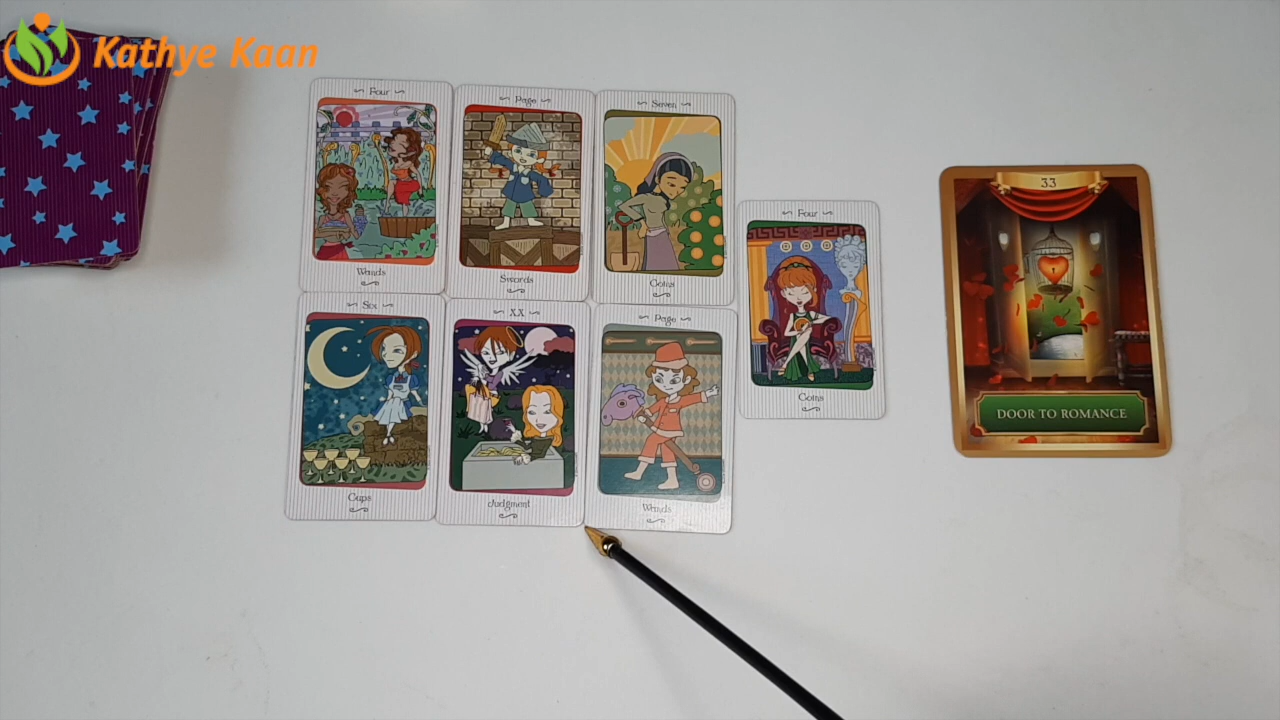 Kathye Kaan
Four
Wands
Page
Swords
Seven
Coins
Four
Coins
33
DOOR TO ROMANCE
Six
Cups
XX
Judgment
Page
Wands